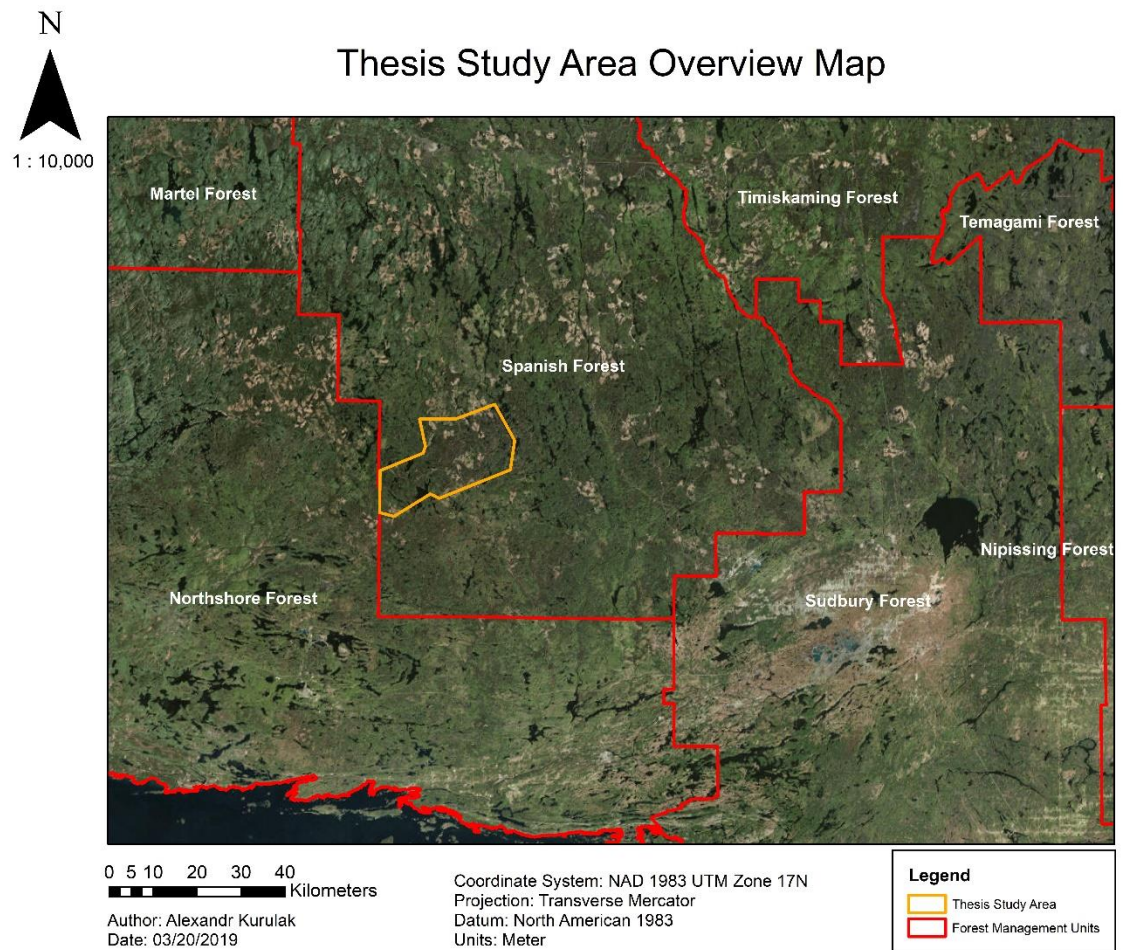 N
Thesis Study Area Overview Map
1 : 10,000
Martel Forest
Timiskaming Forest
Temagami Forest
Spanish Forest
Nipissing Forest
Northshore Forest
Sudbury Forest
0 5 10 20 30 40
Kilometers
Author: Alexandr Kurulak
Date: 03/20/2019
Coordinate System: NAD 1983 UTM Zone 17N
Projection: Transverse Mercator
Datum: North American 1983
Units: Meter
Legend
Thesis Study Area
Forest Management Units